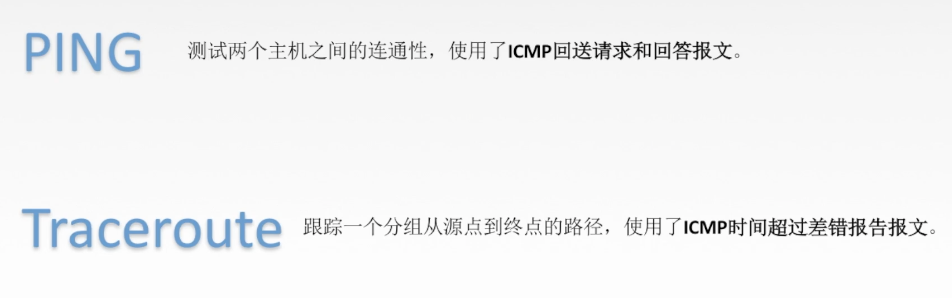 PING 测试两个主机之间的连通性，使用了ICMP回送请求和回答报文。
Traceroute 跟踪一个分组从源点到终点的路径，使用了ICMP时间超过差错报告报文。